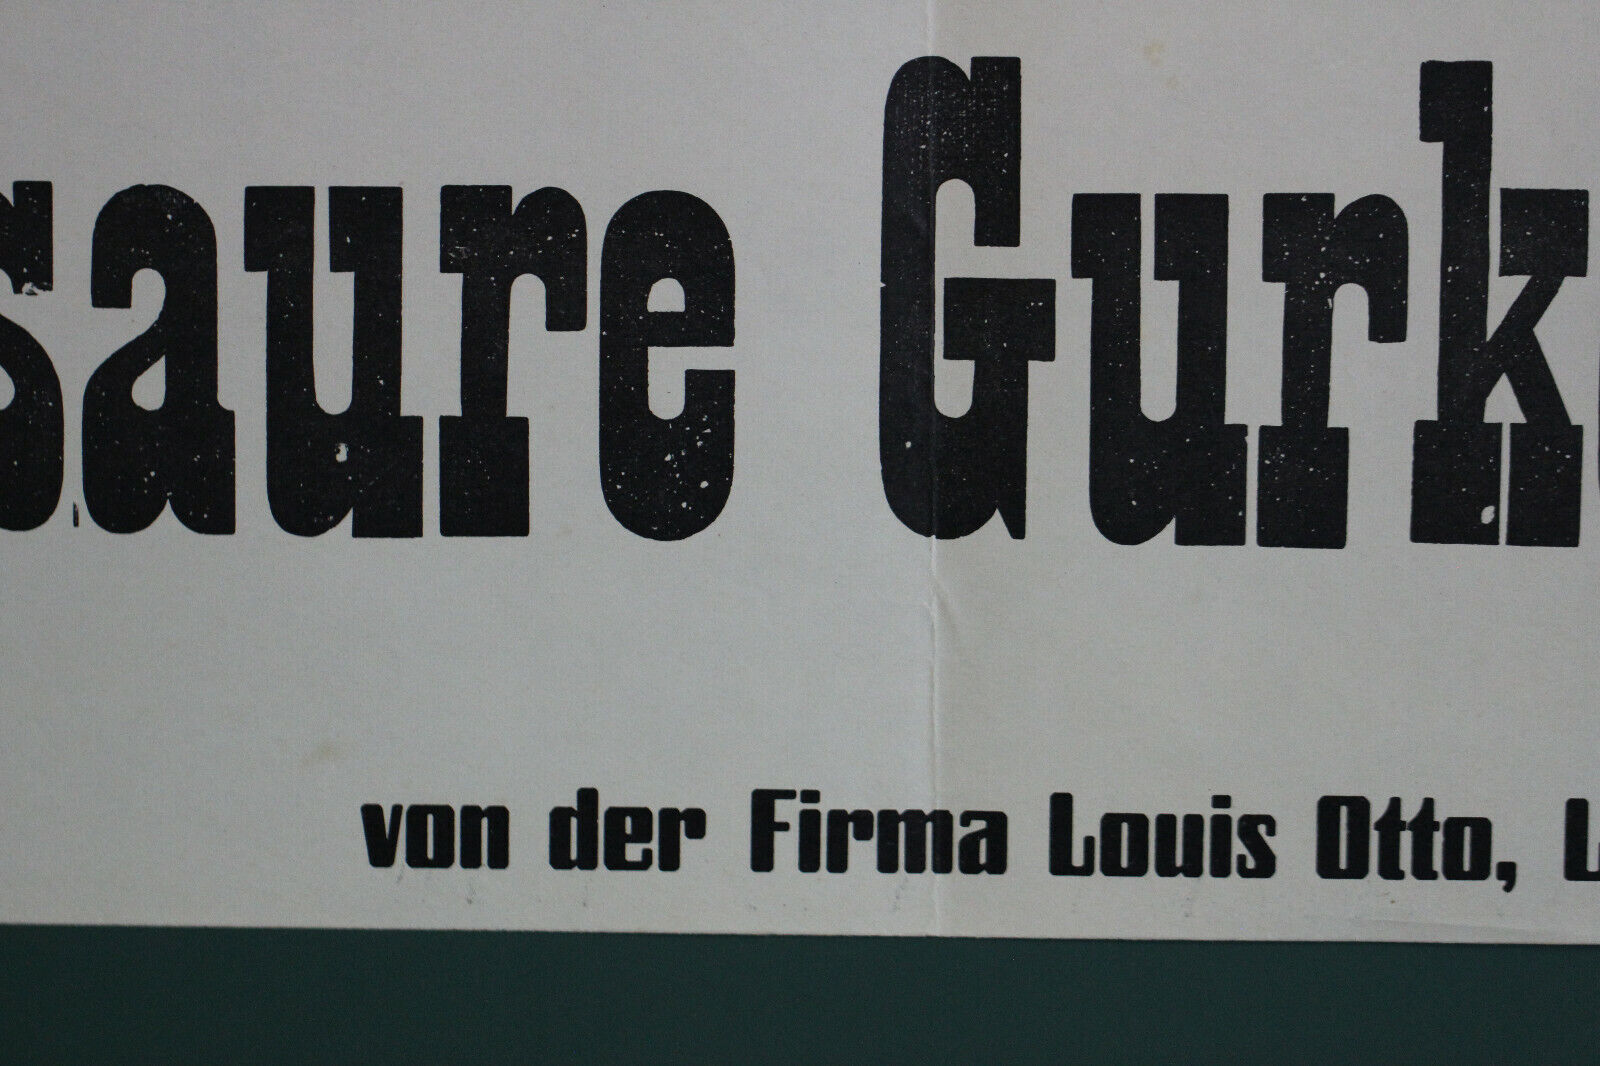 saure Gurk
von der Firma Louis Otto, L